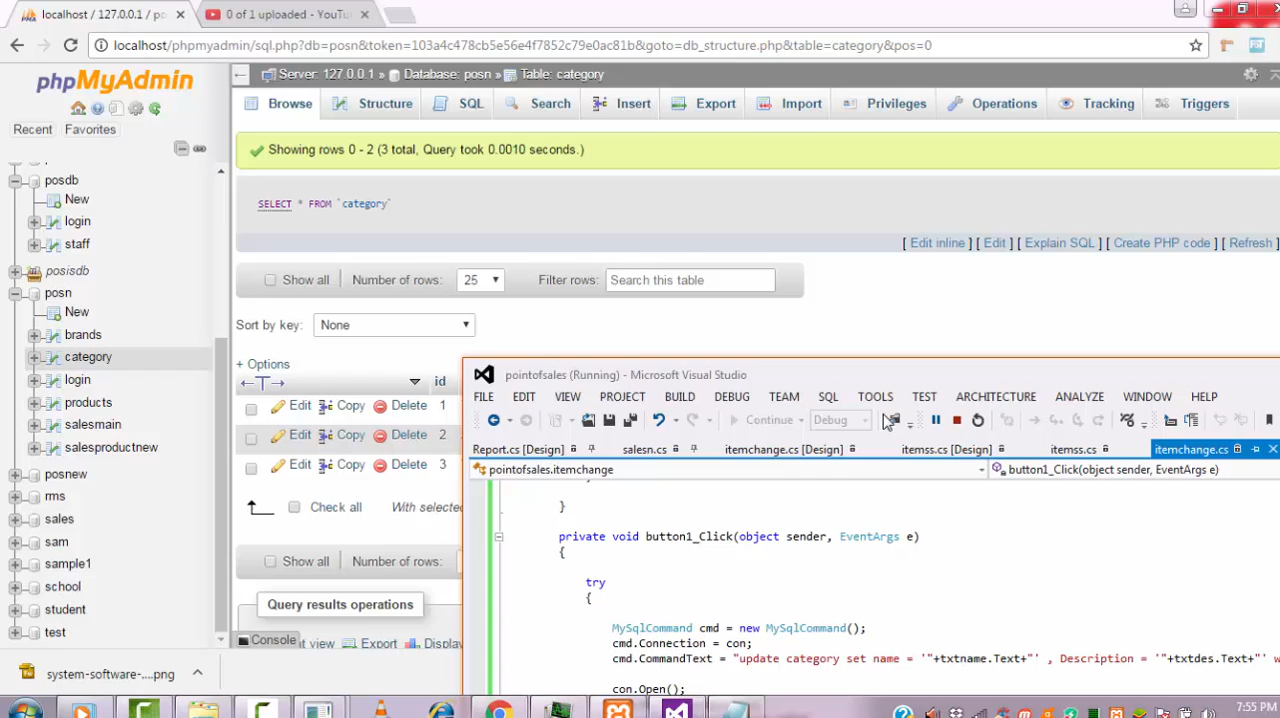 localhost / 127.0.0.1 / po
0 of 1 uploaded - YouTu
localhost/phpmyadmin/sql.php?db=posn&token=103a4c478cb5e56e4f7852c79e0ac81b&goto=db_structure.php&table=category&pos=0
phpMyAdmin
Server: 127.0.0.1 » Database: posn » Table: category
Browse Structure SQL Search Insert Export Import Privileges Operations Tracking Triggers
Recent Favorites
Showing rows 0 - 2 (3 total, Query took 0.0010 seconds.)
posdb
New
login
staff
posisdb
posn
New
brands
category
login
products
salesmain
salesproductnew
posnew
rms
sales
sam
sample1
school
student
test
SELECT * FROM `category`
[ Edit inline ] [ Edit ] [ Explain SQL ] [ Create PHP code ] [ Refresh
Show all Number of rows: 25 Filter rows: Search this table
Sort by key: None
+ Options
←T→ id
Edit Copy Delete 1
Edit Copy Delete 2
Edit Copy Delete 3
Check all With selected
Show all Number of rows:
Query results operations
Console
nt view Export Display
pointofsales (Running) - Microsoft Visual Studio
FILE EDIT VIEW PROJECT BUILD DEBUG TEAM SQL TOOLS TEST ARCHITECTURE ANALYZE WINDOW HELP
Continue Debug
Report.cs [Design] salesn.cs itemchange.cs [Design] itemss.cs [Design] itemss.cs itemchange.cs
pointofsales.itemchange button1_Click(object sender, EventArgs e)
}
private void button1_Click(object sender, EventArgs e)
{
try
{
MySqlCommand cmd = new MySqlCommand();
cmd.Connection = con;
cmd.CommandText = "update category set name = '"+txtname.Text+"' , Description = '"+txtdes.Text+"' w
con.Open();
system-software-....png
7:55 PM